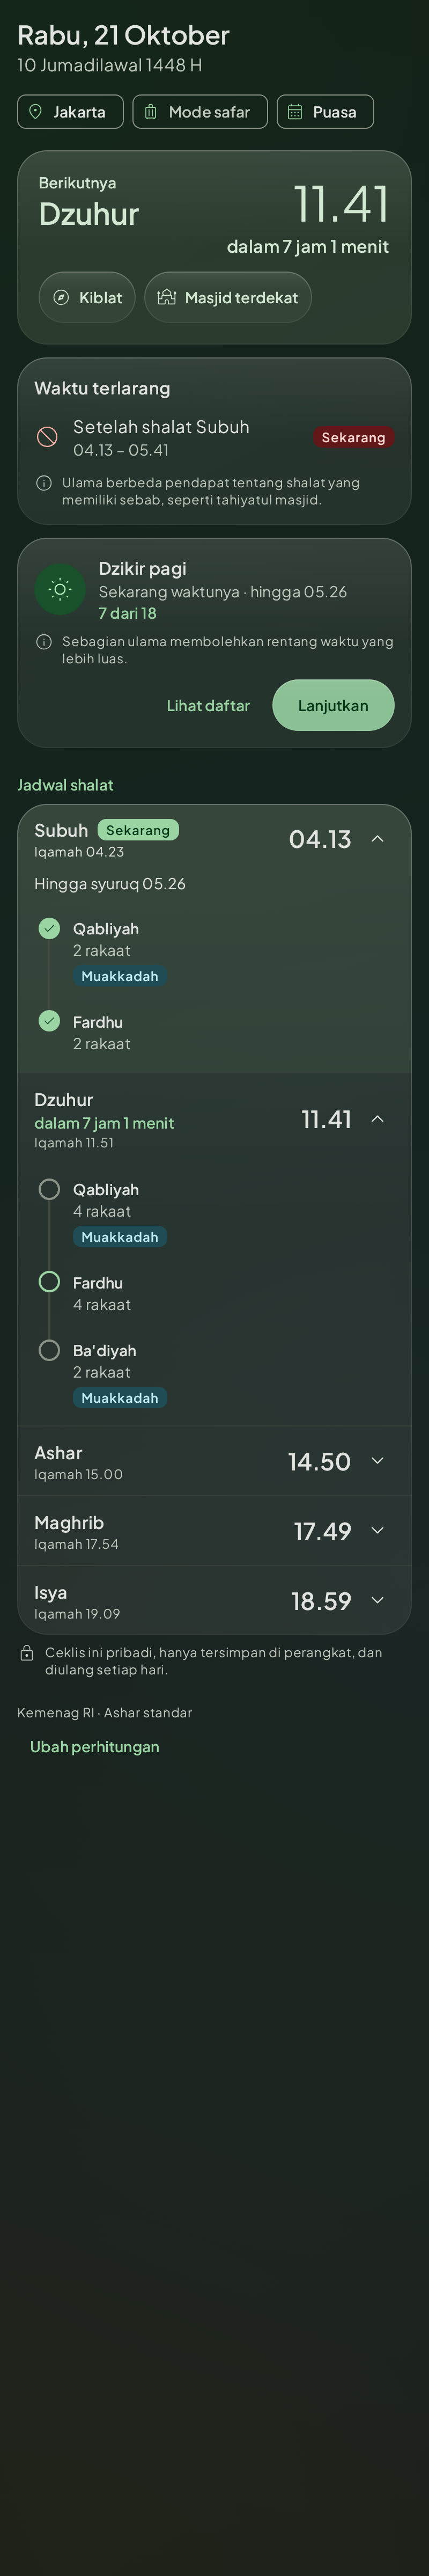 Rabu, 21 Oktober
10 Jumadilawal 1448 H
Jakarta
Mode safar
Puasa
Berikutnya
Dzuhur
11.41
dalam 7 jam 1 menit
Kiblat
Masjid terdekat
Waktu terlarang
Setelah shalat Subuh
04.13 – 05.41
Sekarang
Ulama berbeda pendapat tentang shalat yang
memiliki sebab, seperti tahiyatul masjid.
Dzikir pagi
Sekarang waktunya · hingga 05.26
7 dari 18
Sebagian ulama membolehkan rentang waktu yang
lebih luas.
Lihat daftar
Lanjutkan
Jadwal shalat
Subuh
Sekarang
Iqamah 04.23
04.13
Hingga syuruq 05.26
Qabliyah
2 rakaat
Muakkadah
Fardhu
2 rakaat
Dzuhur
dalam 7 jam 1 menit
Iqamah 11.51
11.41
Qabliyah
4 rakaat
Muakkadah
Fardhu
4 rakaat
Ba'diyah
2 rakaat
Muakkadah
Ashar
Iqamah 15.00
14.50
Maghrib
Iqamah 17.54
17.49
Isya
Iqamah 19.09
18.59
Ceklis ini pribadi, hanya tersimpan di perangkat, dan
diulang setiap hari.
Kemenag RI · Ashar standar
Ubah perhitungan